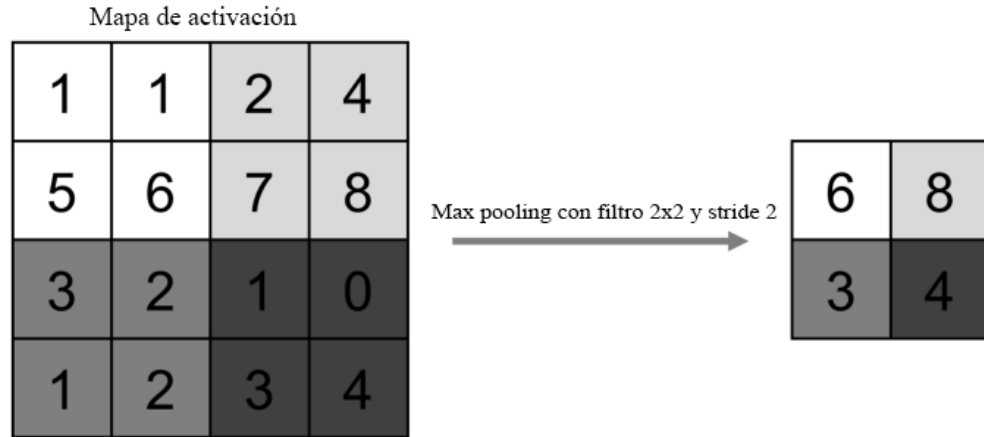 Mapa de activación
1 1 2 4
5 6 7 8
3 2 1 0
1 2 3 4
Max pooling con filtro 2x2 y stride 2
6 8
3 4